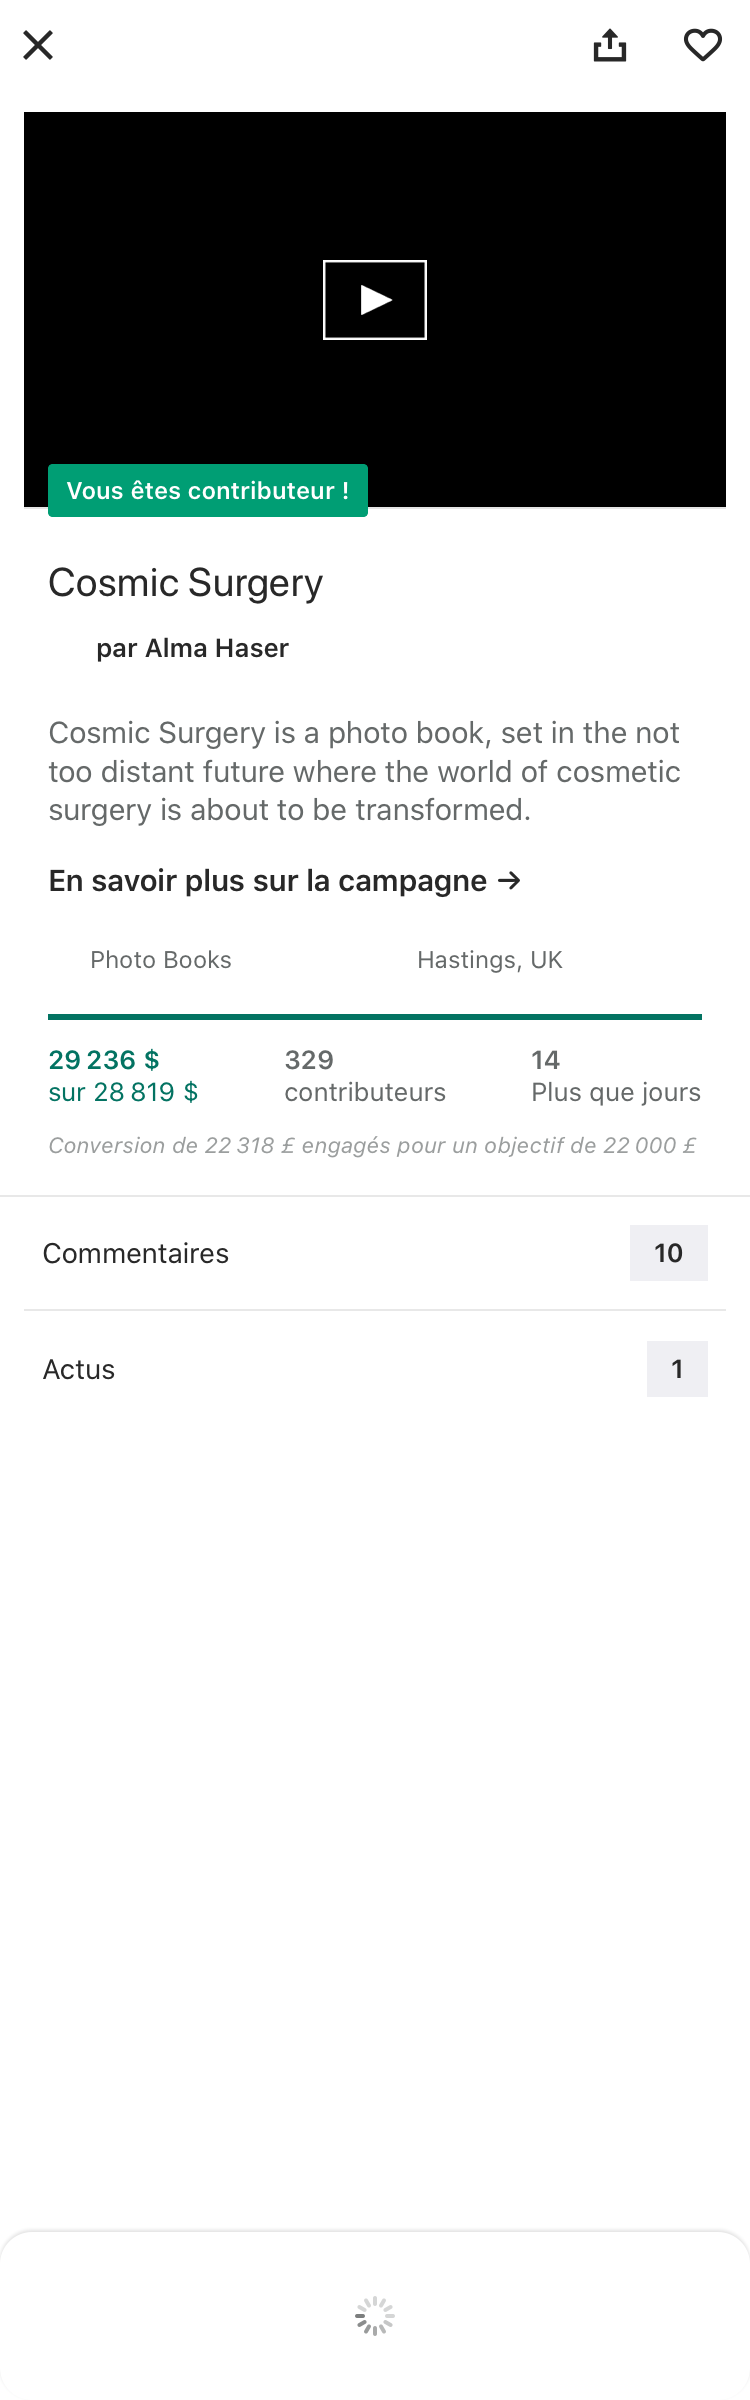 Vous êtes contributeur !
Cosmic Surgery
par Alma Haser
Cosmic Surgery is a photo book, set in the not
too distant future where the world of cosmetic
surgery is about to be transformed.
En savoir plus sur la campagne →
Photo Books
Hastings, UK
29 236 $
sur 28 819 $
329
contributeurs
14
Plus que jours
Conversion de 22 318 £ engagés pour un objectif de 22 000 £
Commentaires
10
Actus
1